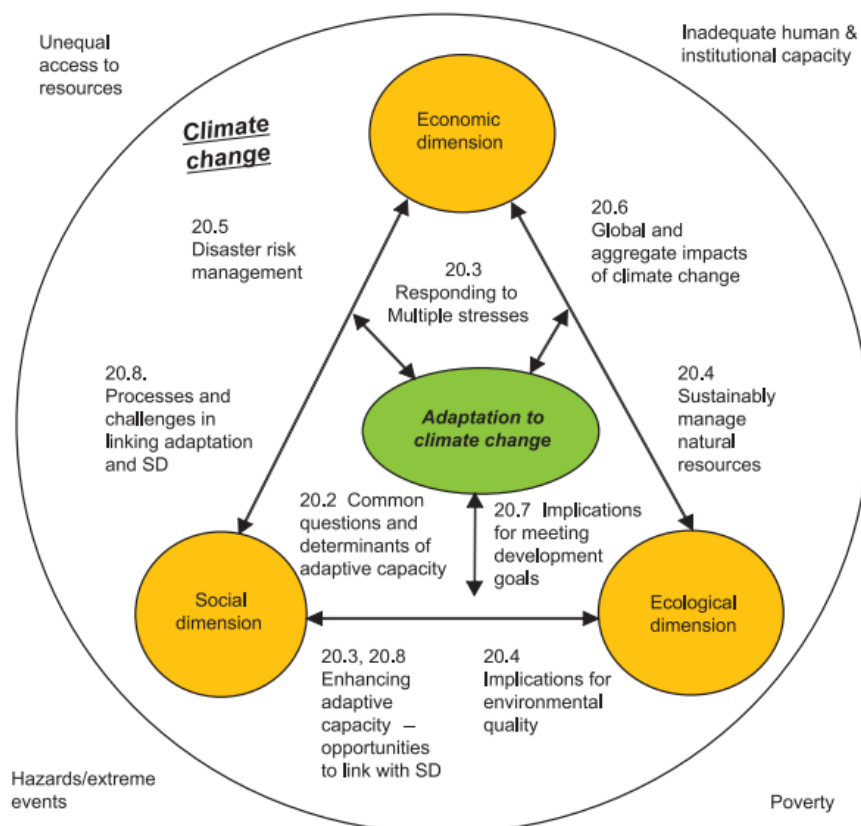 Unequal
access to
resources
Inadequate human &
institutional capacity
Climate
change
Economic
dimension
20.5
Disaster risk
management
20.6
Global and
aggregate impacts
of climate change
20.3
Responding to
Multiple stresses
20.8.
Processes and
challenges in
linking adaptation
and SD
20.4
Sustainably
manage
natural
resources
Adaptation to
climate change
20.2 Common
questions and
determinants of
adaptive capacity
20.7 Implications
for meeting
development
goals
Social
dimension
Ecological
dimension
20.3, 20.8
Enhancing
adaptive
capacity –
opportunities
to link with SD
20.4
Implications for
environmental
quality
Hazards/extreme
events
Poverty